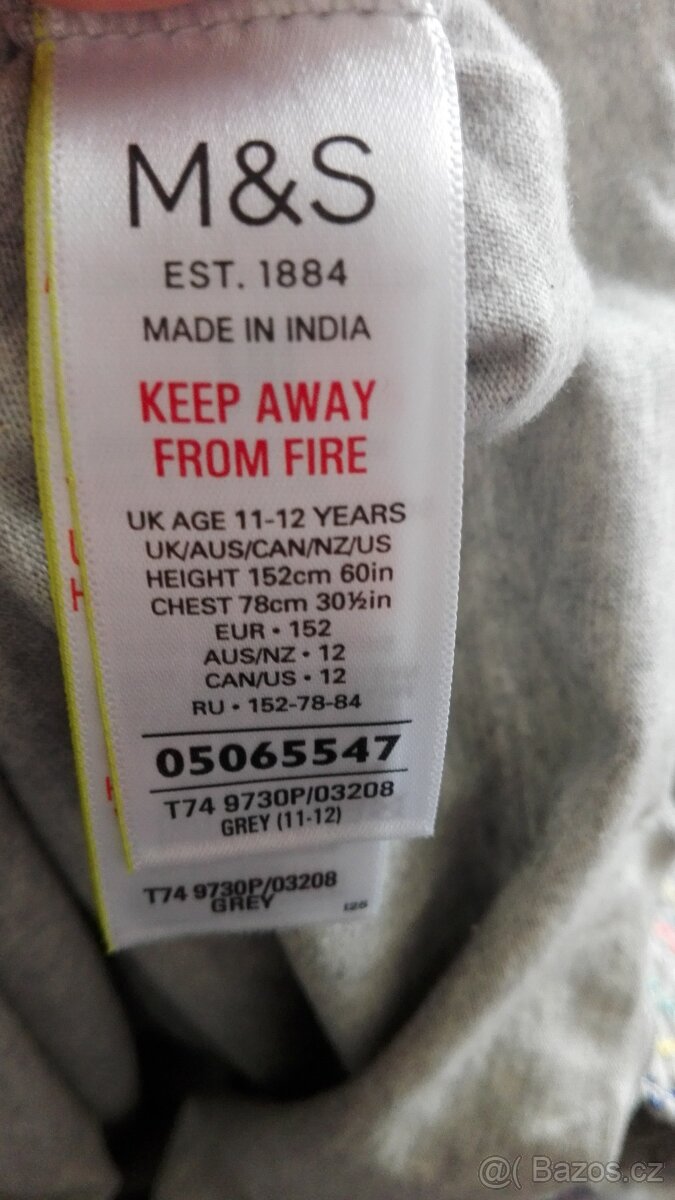 M&S
EST. 1884
MADE IN INDIA
KEEP AWAY
FROM FIRE
UK AGE 11-12 YEARS
UK/AUS/CAN/NZ/US
HEIGHT 152cm 60in
CHEST 78cm 30½in
EUR • 152
AUS/NZ • 12
CAN/US • 12
RU • 152-78-84
05065547
T74 9730P/03208
GREY (11-12)
T74 9730P/03208
GREY
@( Bazos.cz